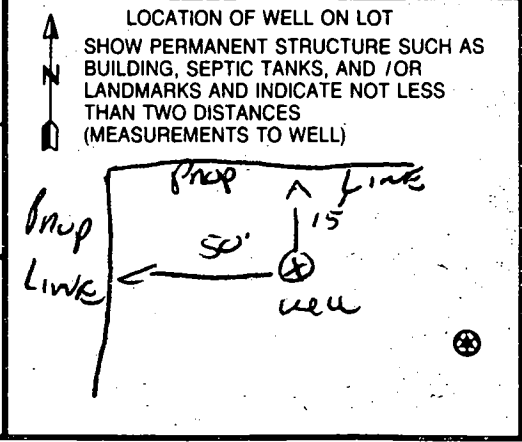 LOCATION OF WELL ON LOT
SHOW PERMANENT STRUCTURE SUCH AS
BUILDING, SEPTIC TANKS, AND / OR
LANDMARKS AND INDICATE NOT LESS
THAN TWO DISTANCES
(MEASUREMENTS TO WELL)
N
Prop Line
15'
Prop
Line
50'
well